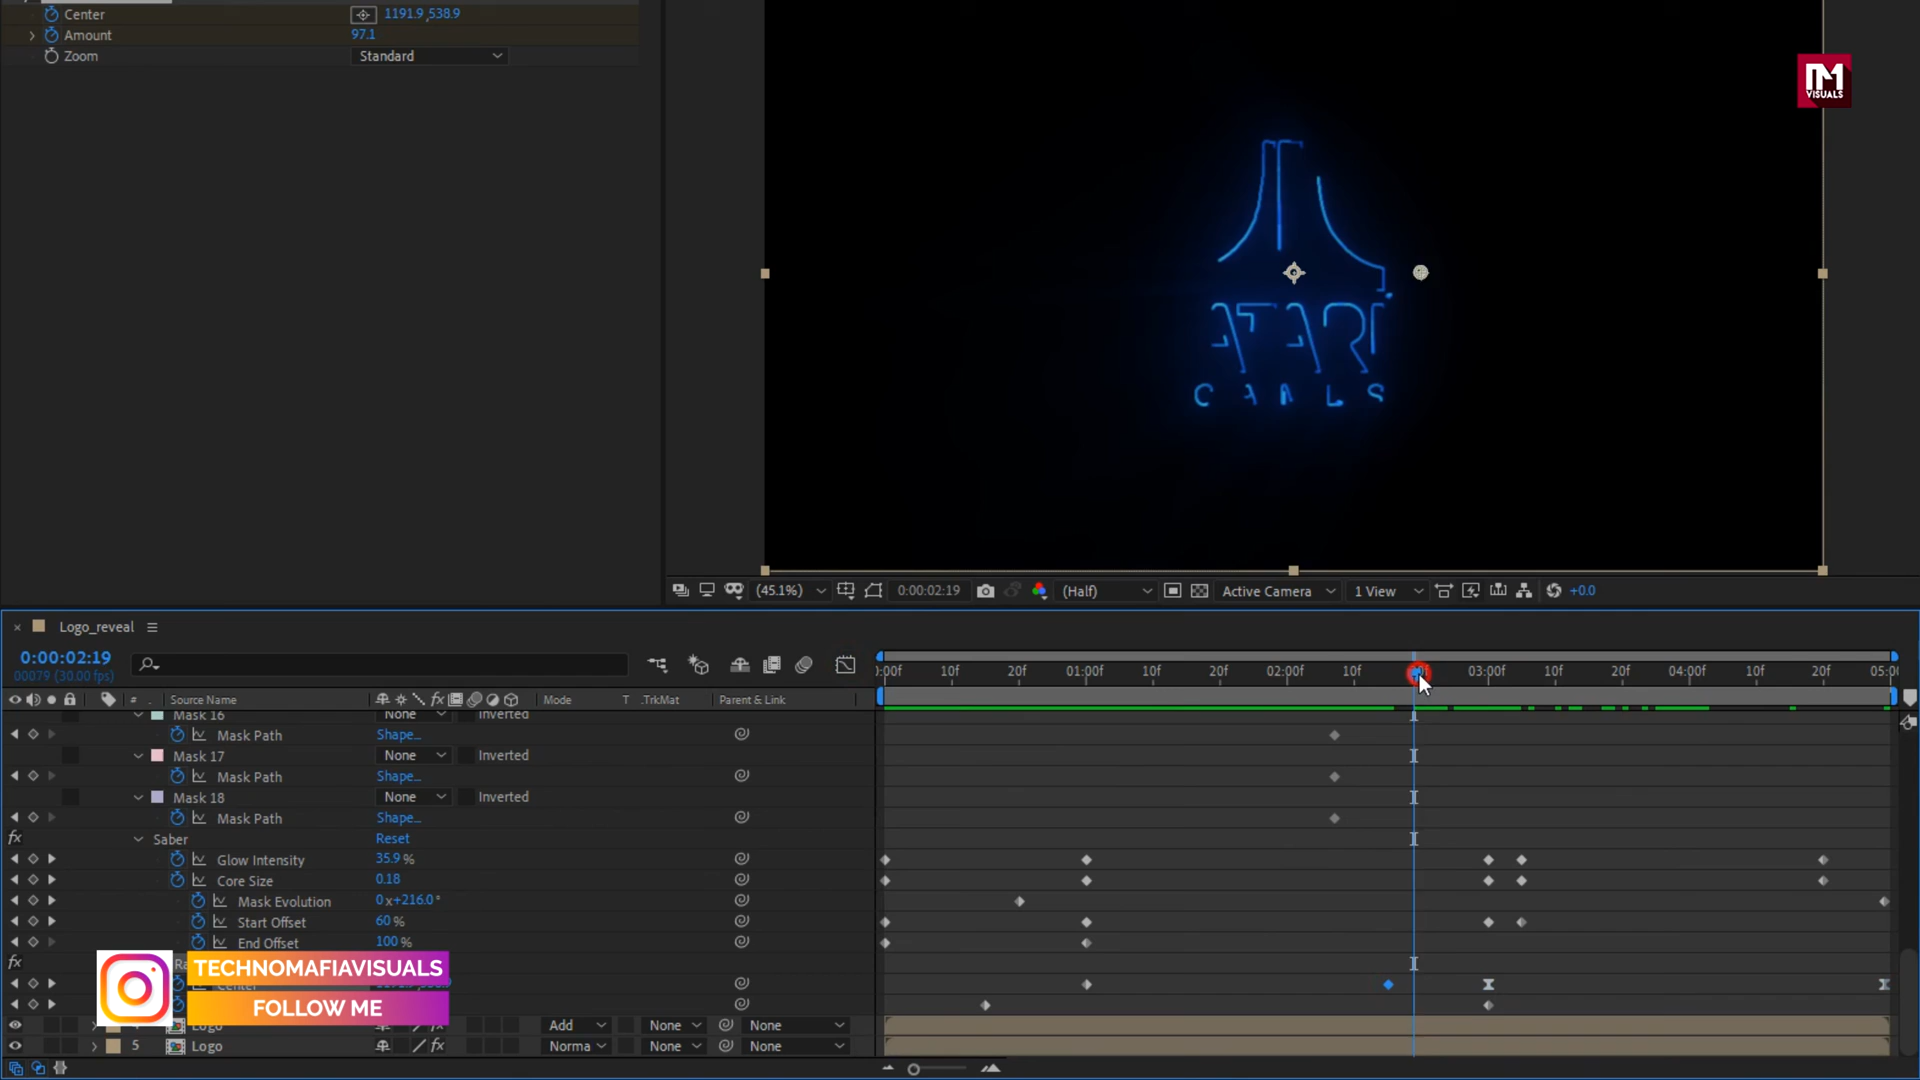 Center 1191.9,538.9
Amount 97.1
Zoom Standard
M
VISUALS
(45.1%) 0:00:02:19 (Half) Active Camera 1 View +0.0
Logo_reveal
0:00:02:19
00079 (30.00 fps)
:00f 10f 20f 01:00f 10f 20f 02:00f 10f 03:00f 10f 20f 04:00f 10f 20f 05:00
# Source Name Mode T .TrkMat Parent & Link
Mask 16 None Inverted
Mask Path Shape...
Mask 17 None Inverted
Mask Path Shape...
Mask 18 None Inverted
Mask Path Shape...
fx Saber Reset
Glow Intensity 35.9 %
Core Size 0.18
Mask Evolution 0x+216.0°
Start Offset 60 %
End Offset 100 %
fx
TECHNOMAFIAVISUALS
FOLLOW ME
Logo Add None None
5 Logo Norma None None